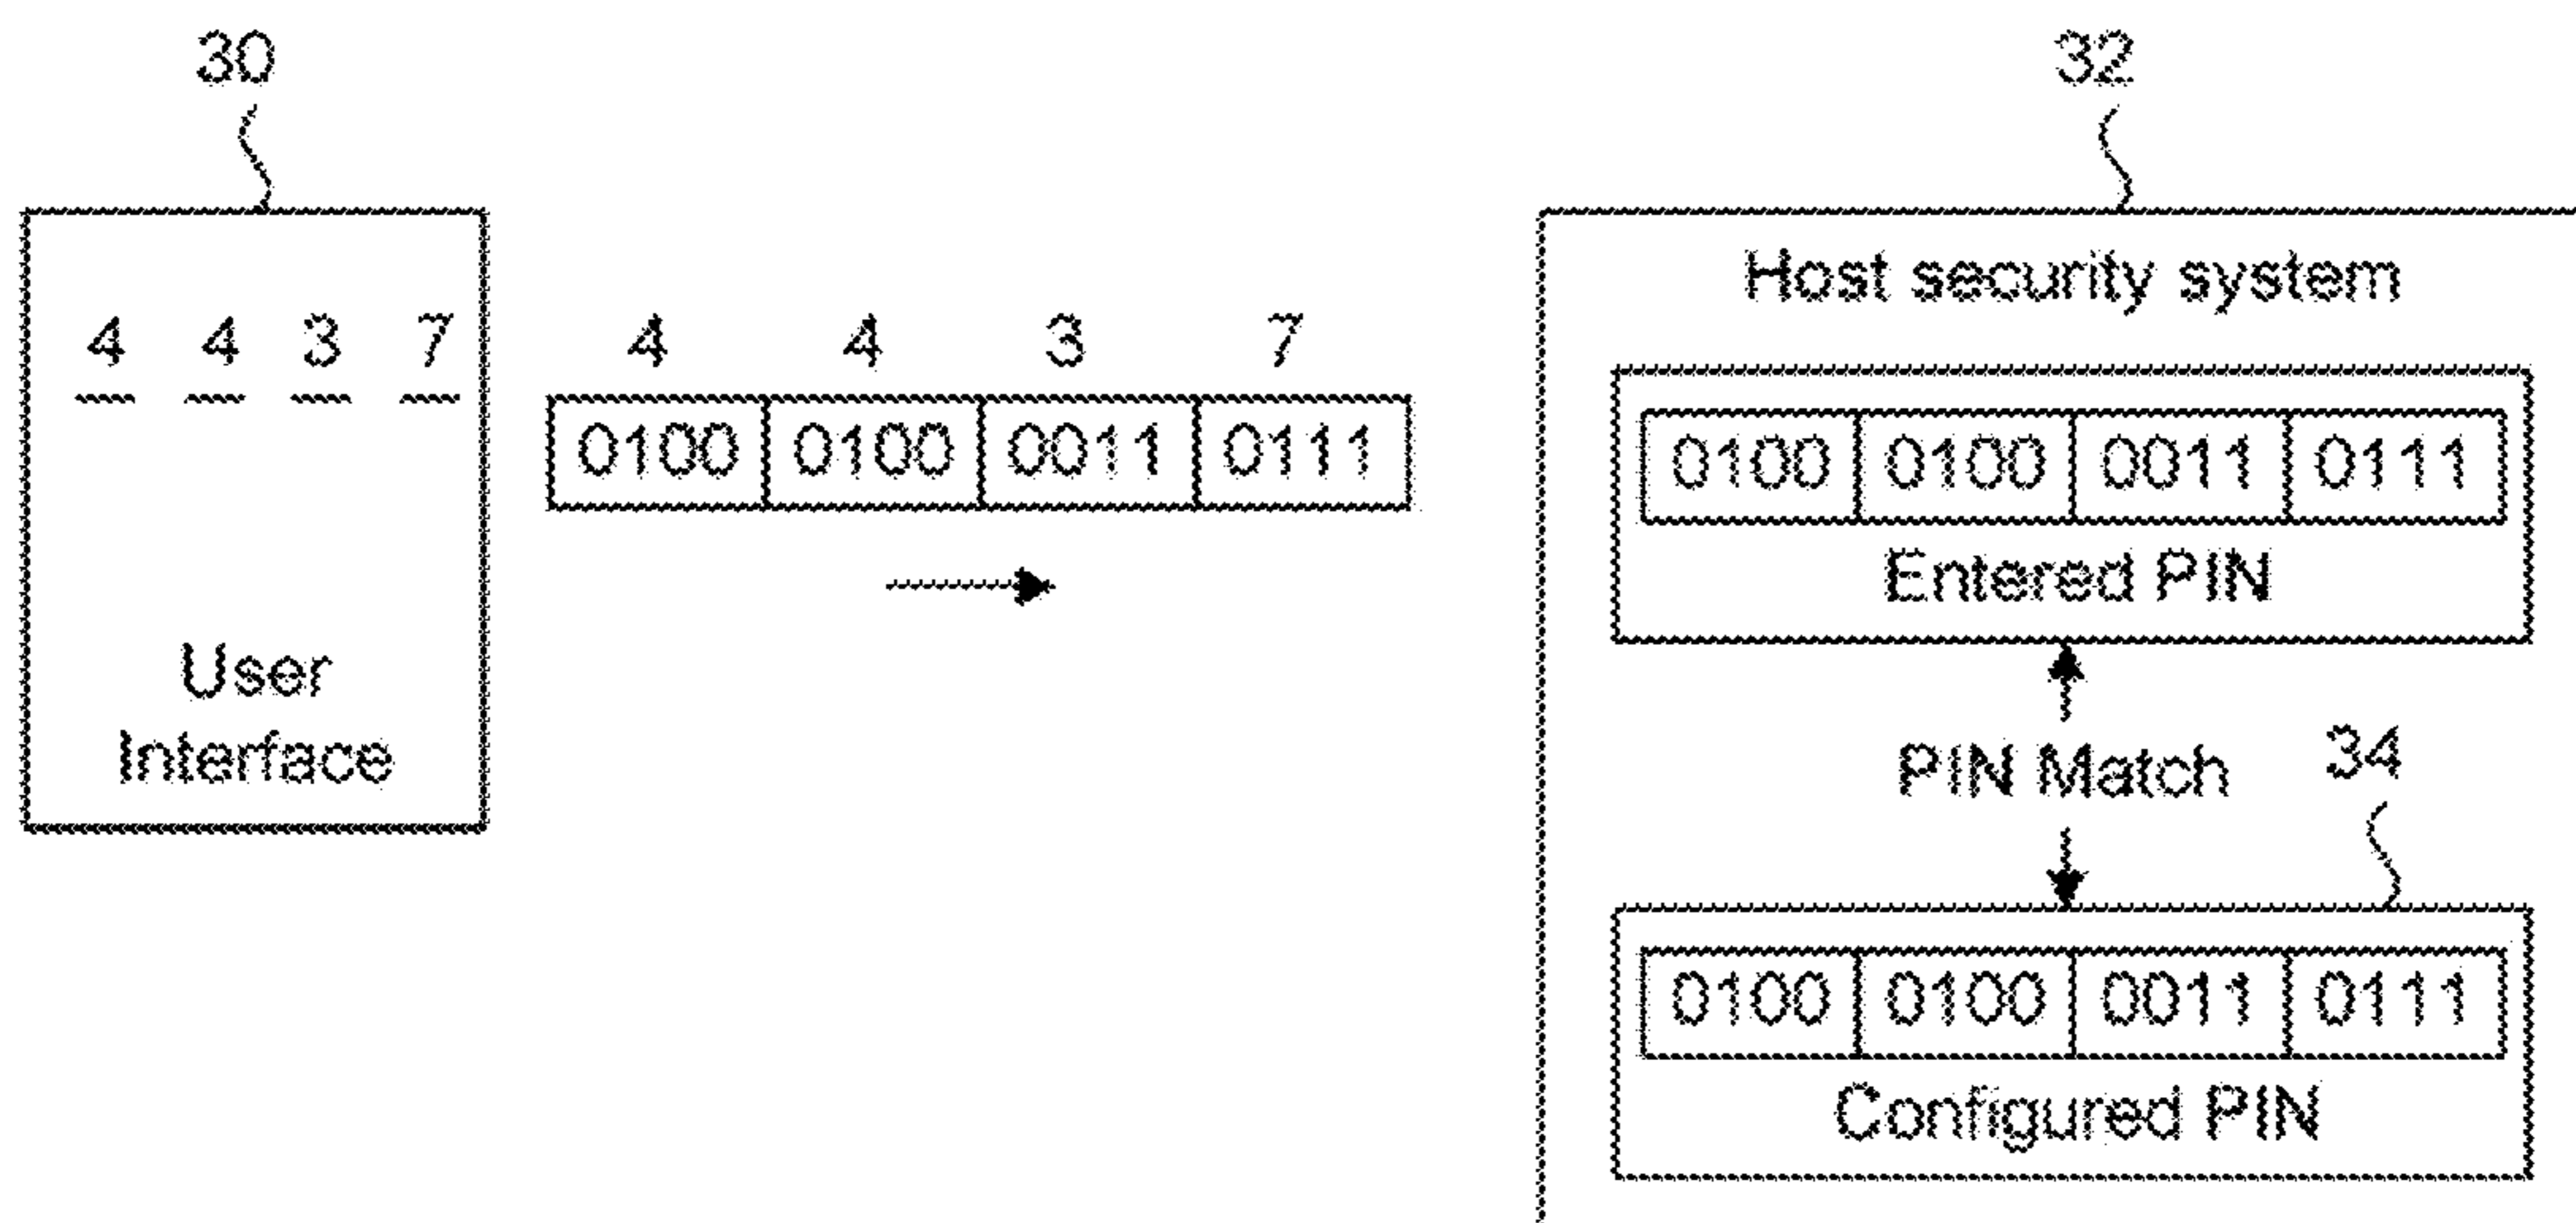 30
32
4 4 3 7
User
Interface
4 4 3 7
0100 0100 0011 0111
Host security system
0100 0100 0011 0111
Entered PIN
PIN Match
34
0100 0100 0011 0111
Configured PIN